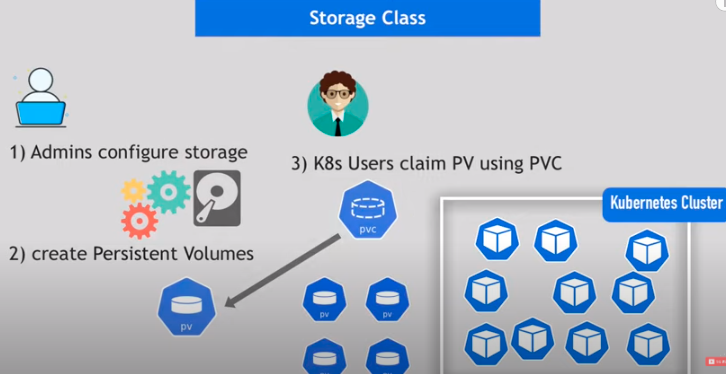 Storage Class
1) Admins configure storage
3) K8s Users claim PV using PVC
Kubernetes Cluster
pvc
2) create Persistent Volumes
pv
pv
pv
pv
pv